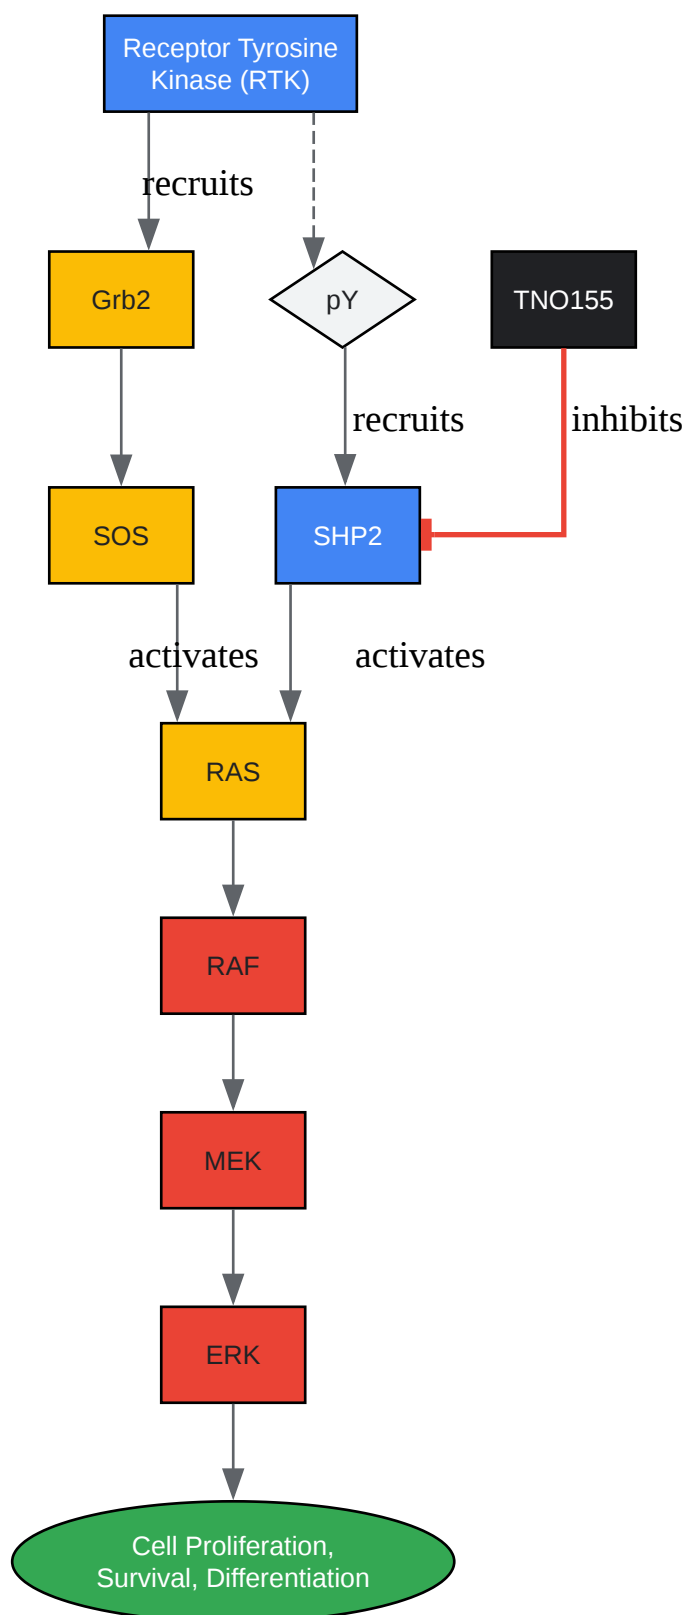 Receptor Tyrosine
Kinase (RTK)
recruits
Grb2
pY
TNO155
recruits
inhibits
SOS
SHP2
activates
activates
RAS
RAF
MEK
ERK
Cell Proliferation,
Survival, Differentiation